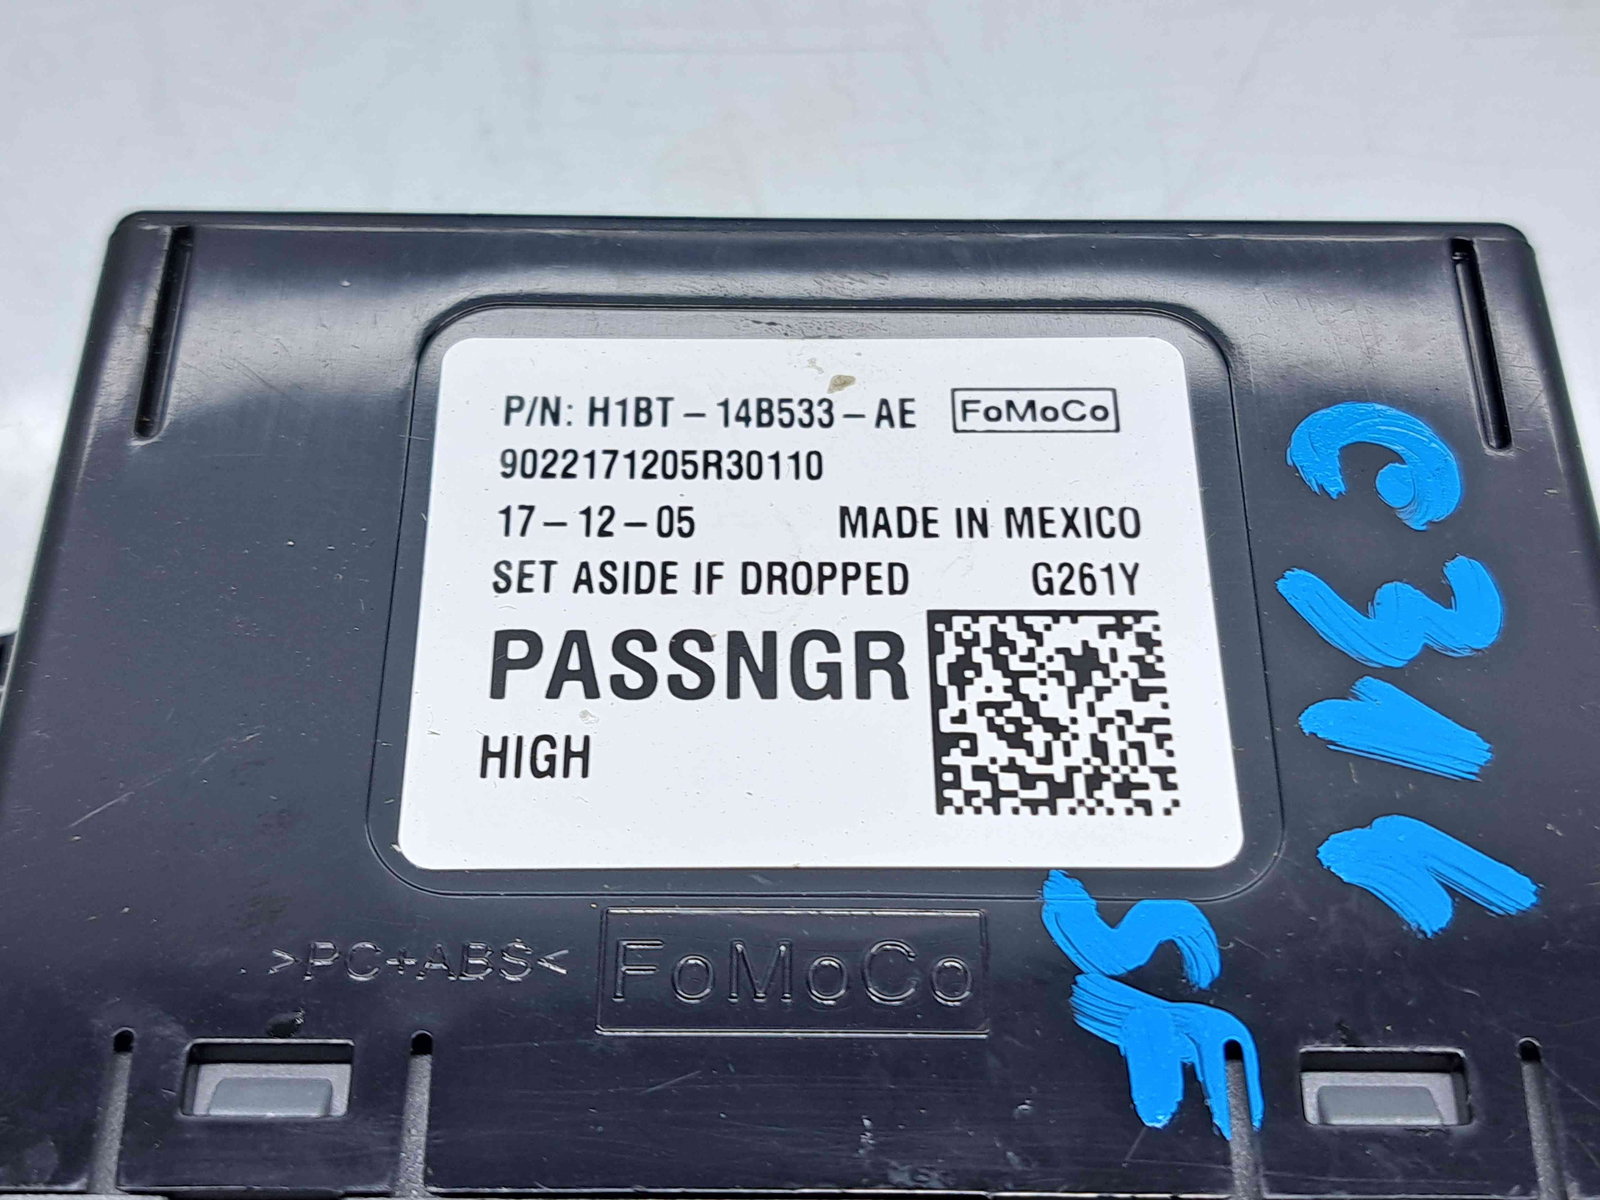 P/N: H1BT-14B533-AE FoMoCo
9022171205R30110
17-12-05 MADE IN MEXICO
SET ASIDE IF DROPPED G261Y
PASSNGR
HIGH
>PC+ABS< FoMoCo